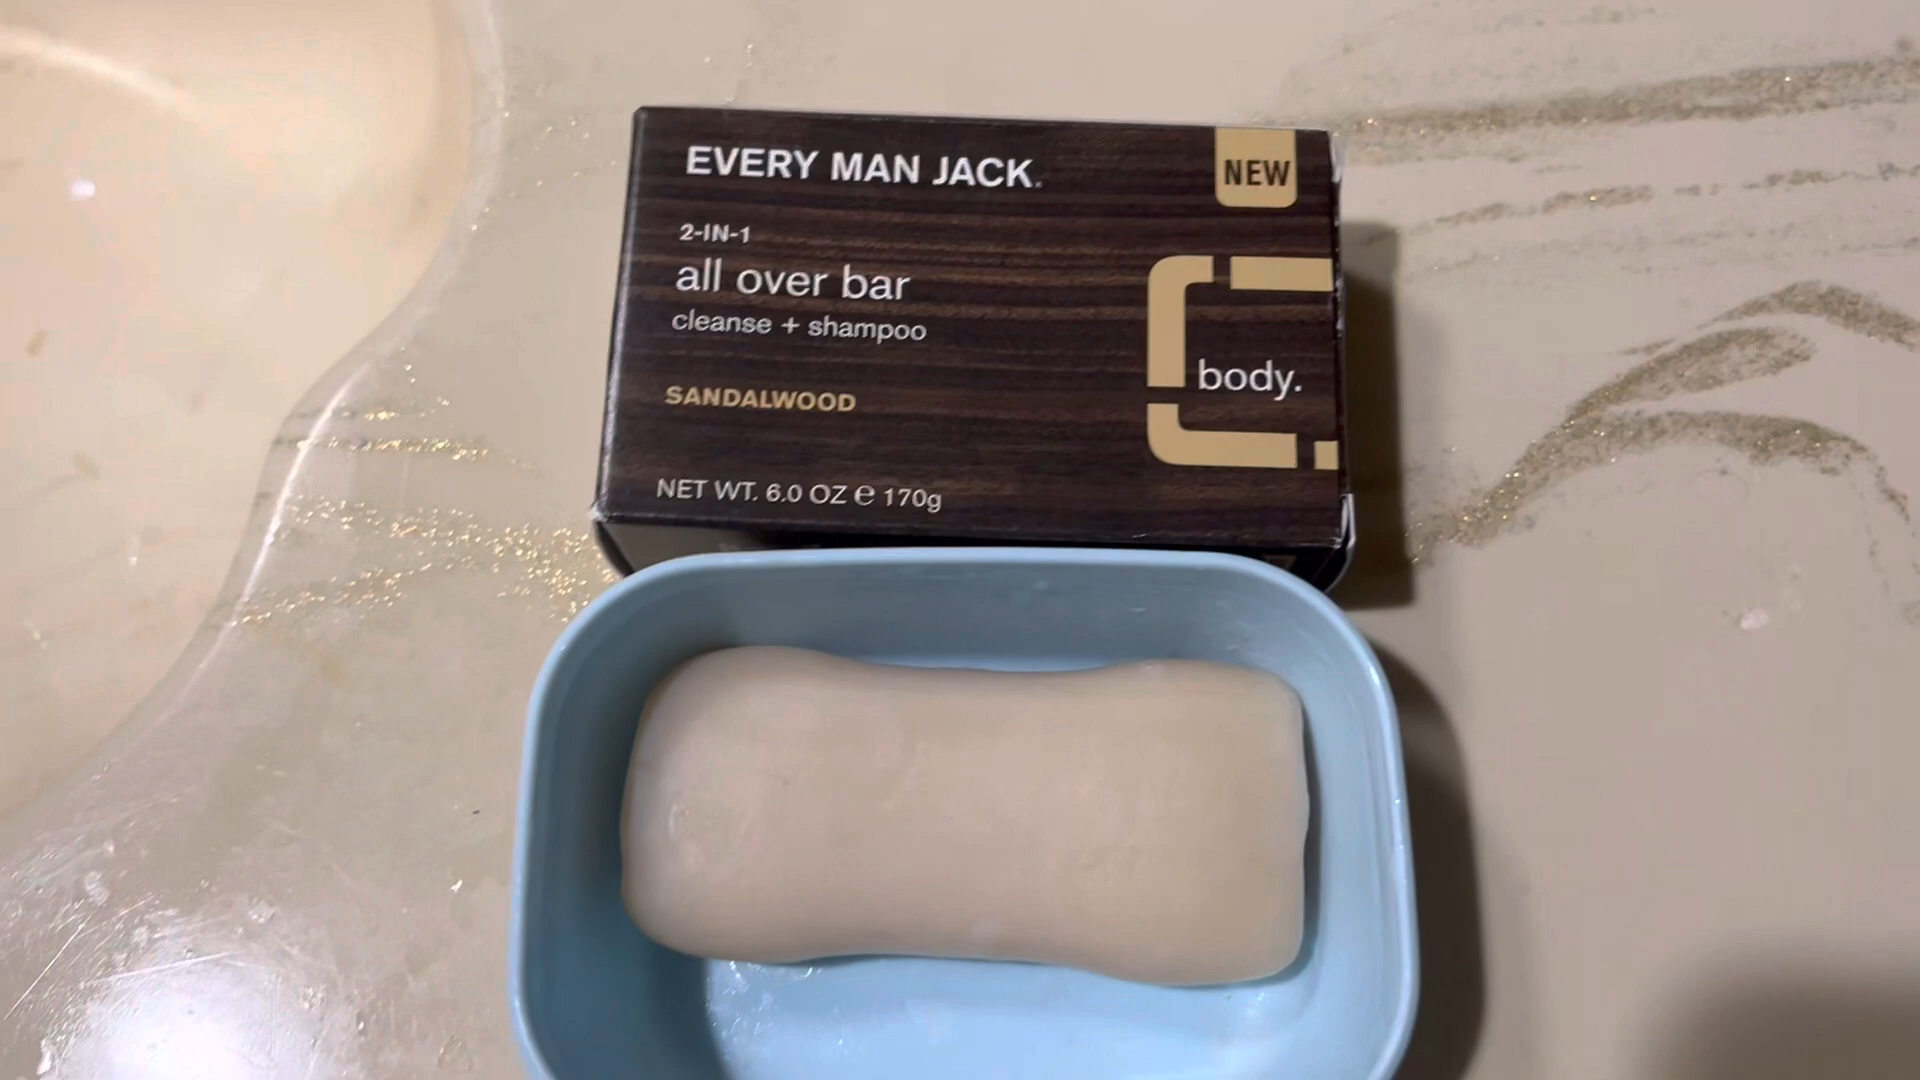 EVERY MAN JACK.
NEW
2-IN-1
all over bar
cleanse + shampoo
body.
SANDALWOOD
NET WT. 6.0 OZ ℮ 170g